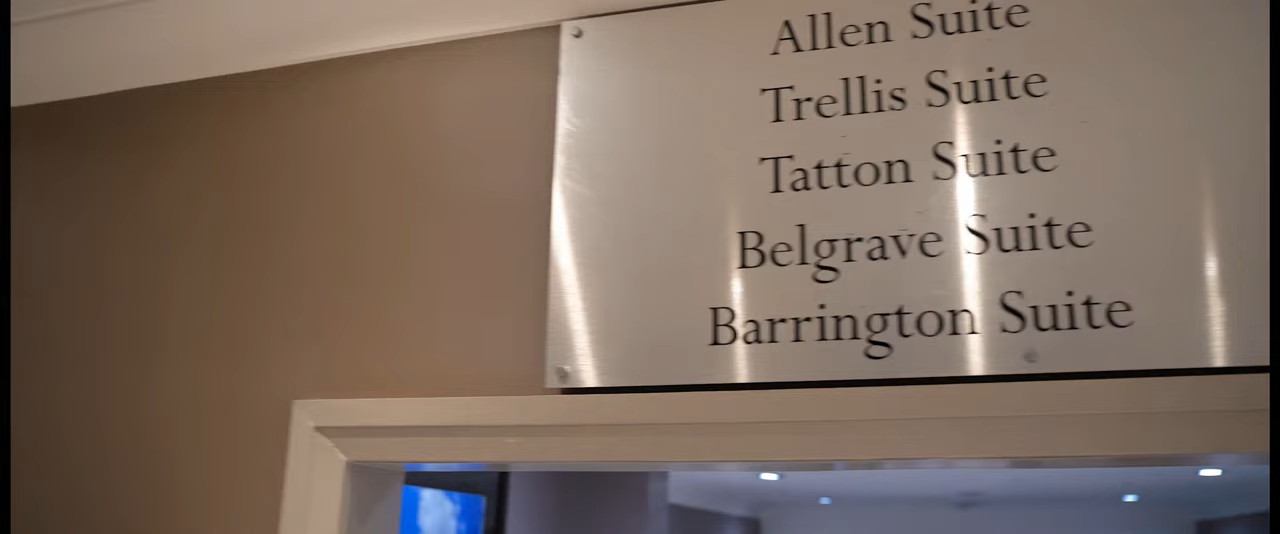 Allen Suite
Trellis Suite
Tatton Suite
Belgrave Suite
Barrington Suite